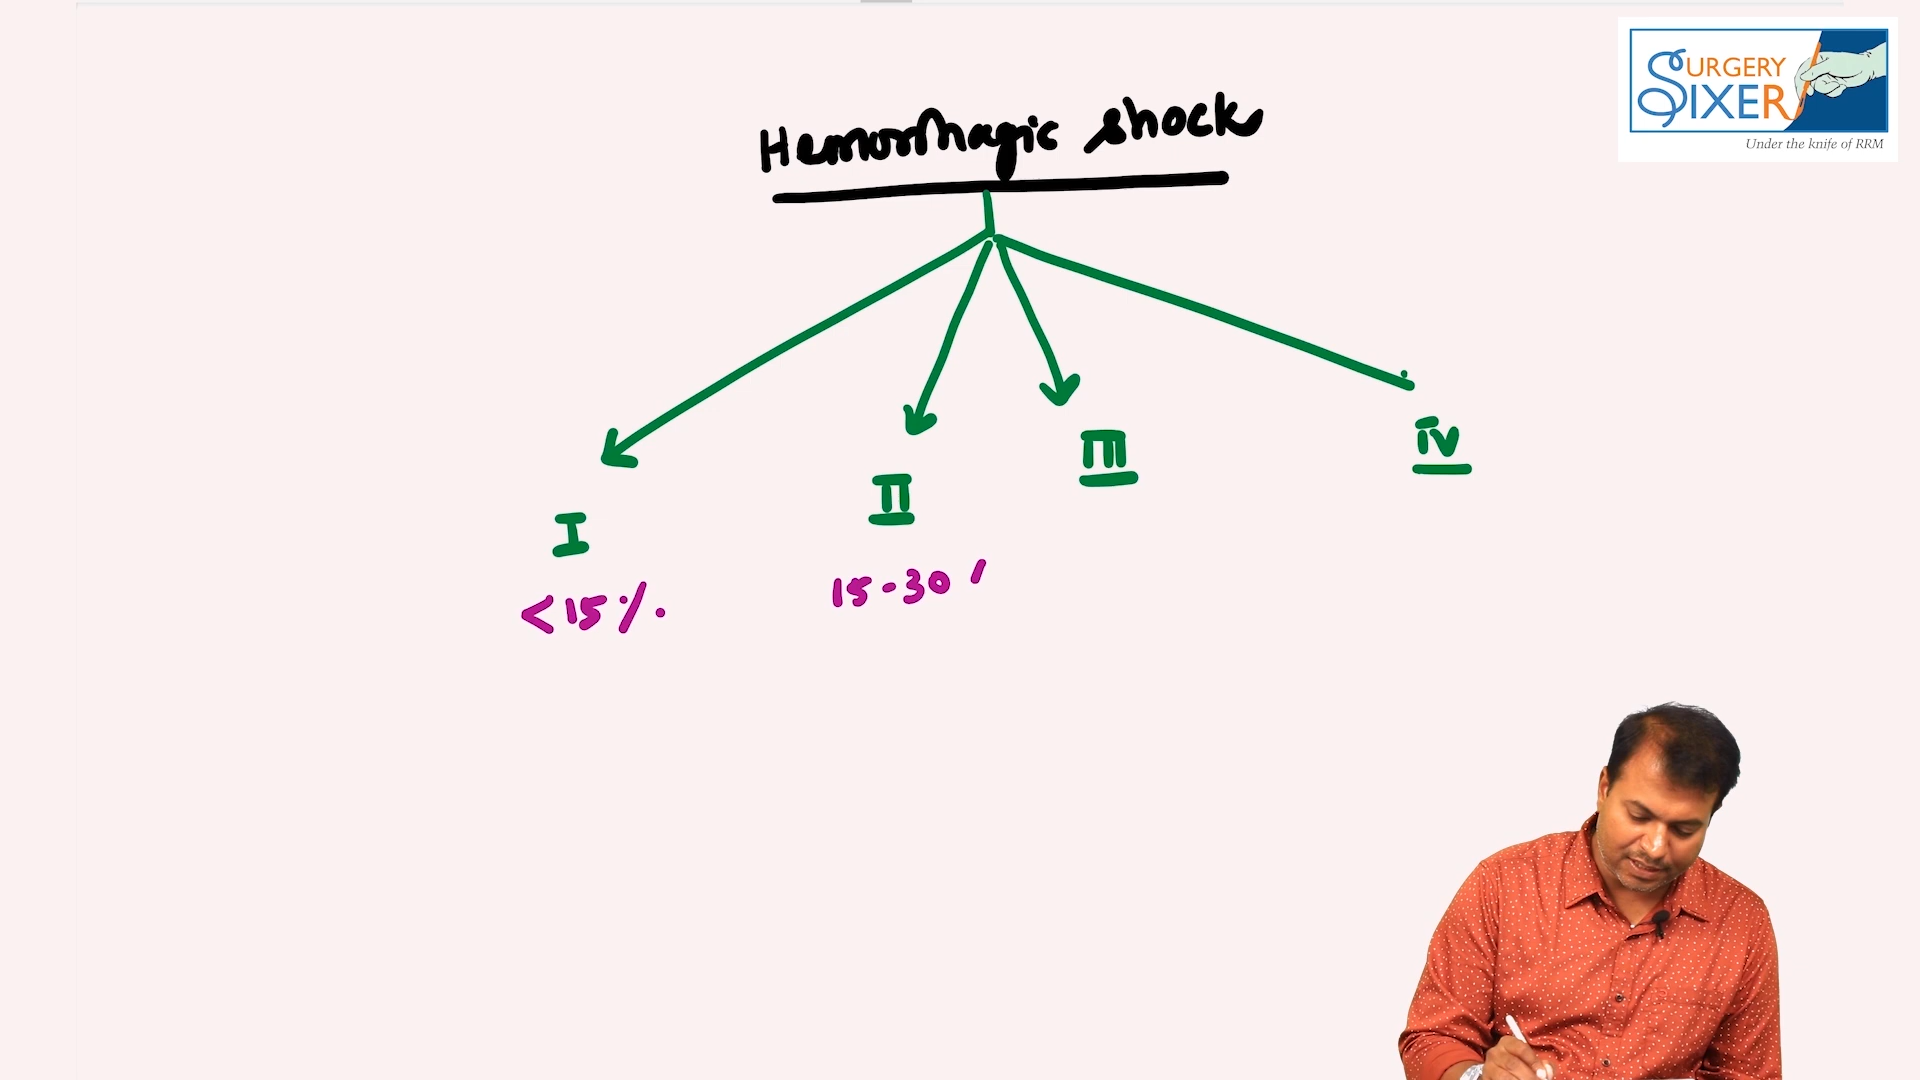 SURGERY
SIXER
Under the knife of RRM
Hemorrhagic shock
I
II
III
IV
<15%
15-30